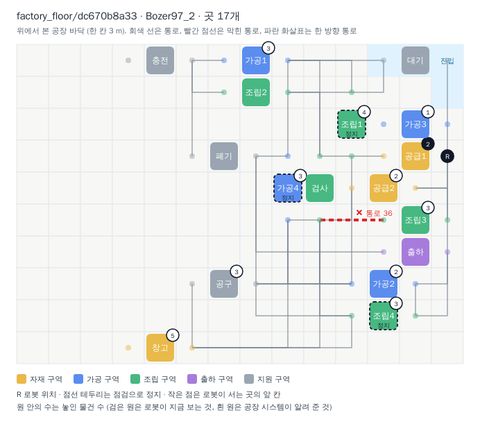 factory_floor/dc670b8a33 · Bozer97_2 · 곳 17개
위에서 본 공장 바닥 (한 칸 3 m). 회색 선은 통로, 빨간 점선은 막힌 통로, 파란 화살표는 한 방향 통로
충전
가공1
3
대기
진입
조립2
조립1
정지
4
가공3
1
폐기
공급1
2
R
가공4
정지
3
검사
공급2
2
✕ 통로 36
조립3
3
출하
공구
3
가공2
2
조립4
정지
3
창고
5
자재 구역
가공 구역
조립 구역
출하 구역
지원 구역
R 로봇 위치 · 점선 테두리는 점검으로 정지 · 작은 점은 로봇이 서는 곳의 앞 칸
원 안의 수는 놓인 물건 수 (검은 원은 로봇이 지금 보는 것, 흰 원은 공장 시스템이 알려 준 것)